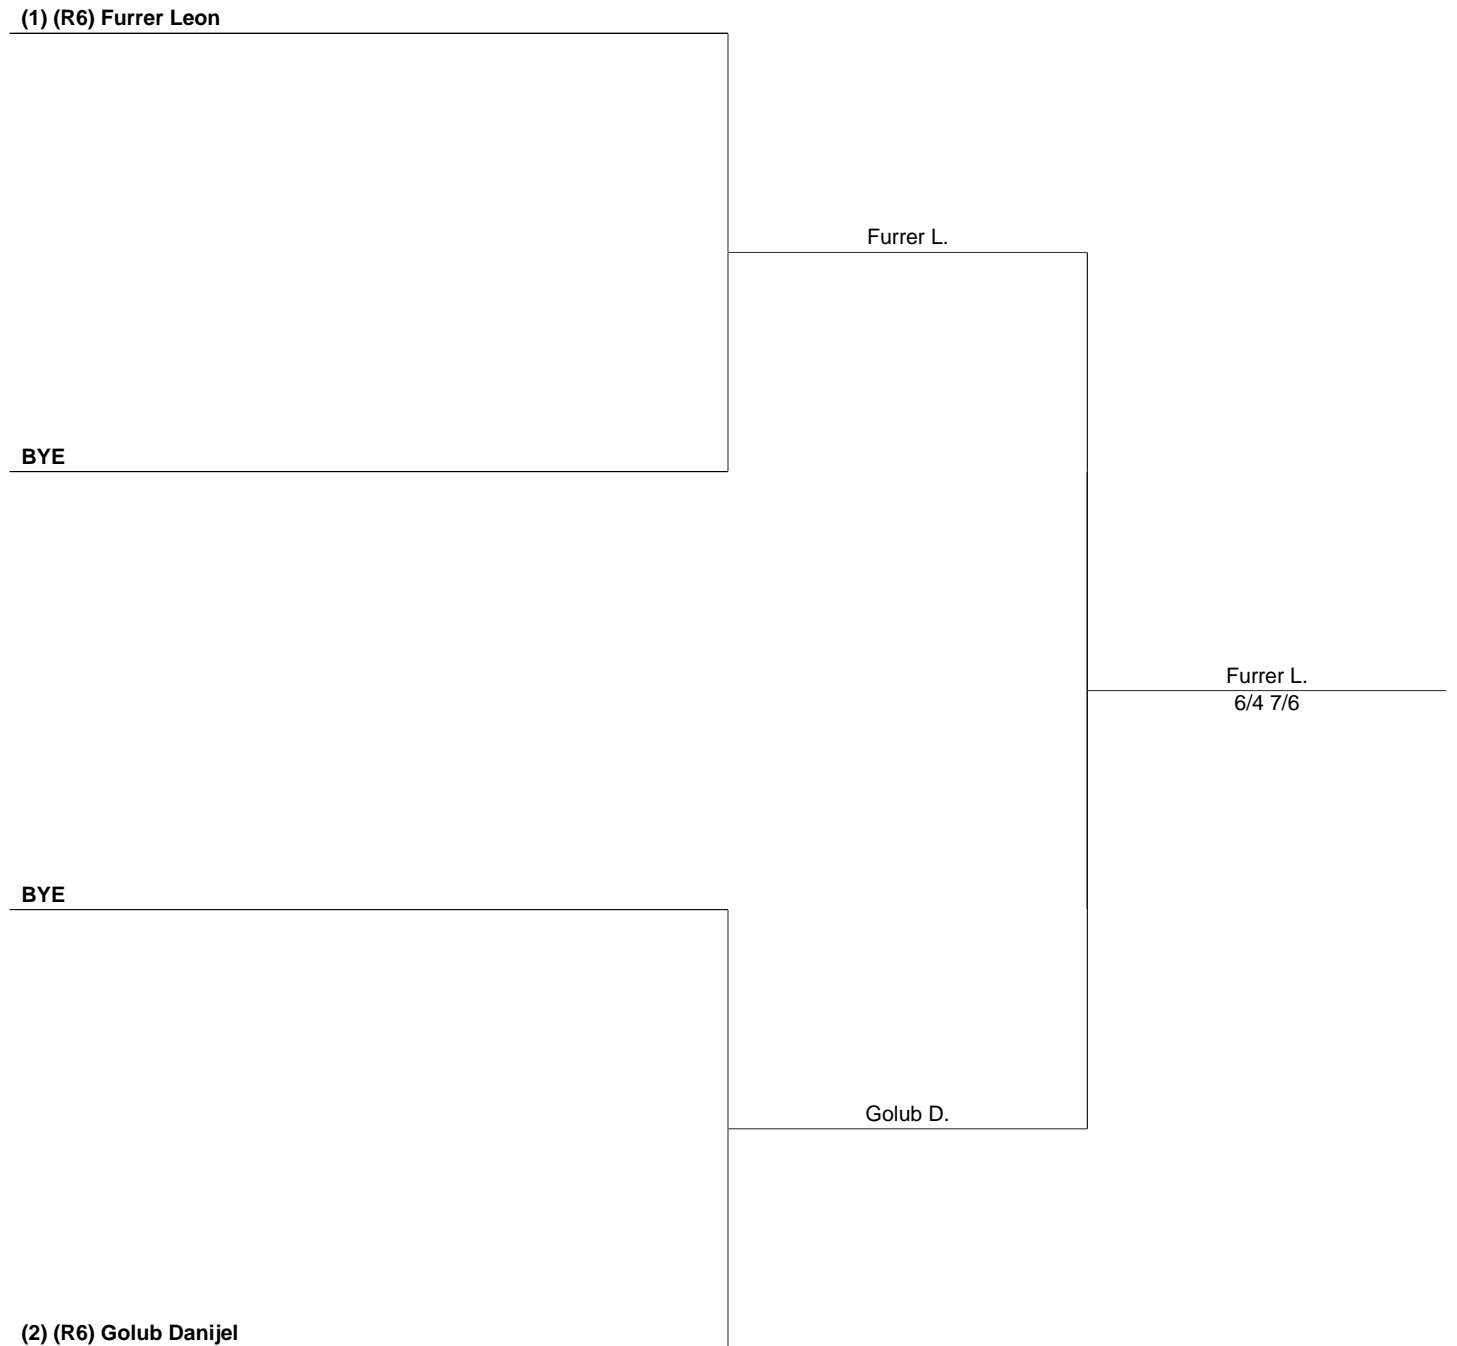 (1) (R6) Furrer Leon
Furrer L.
BYE
Furrer L.
6/4 7/6
BYE
Golub D.
(2) (R6) Golub Danijel